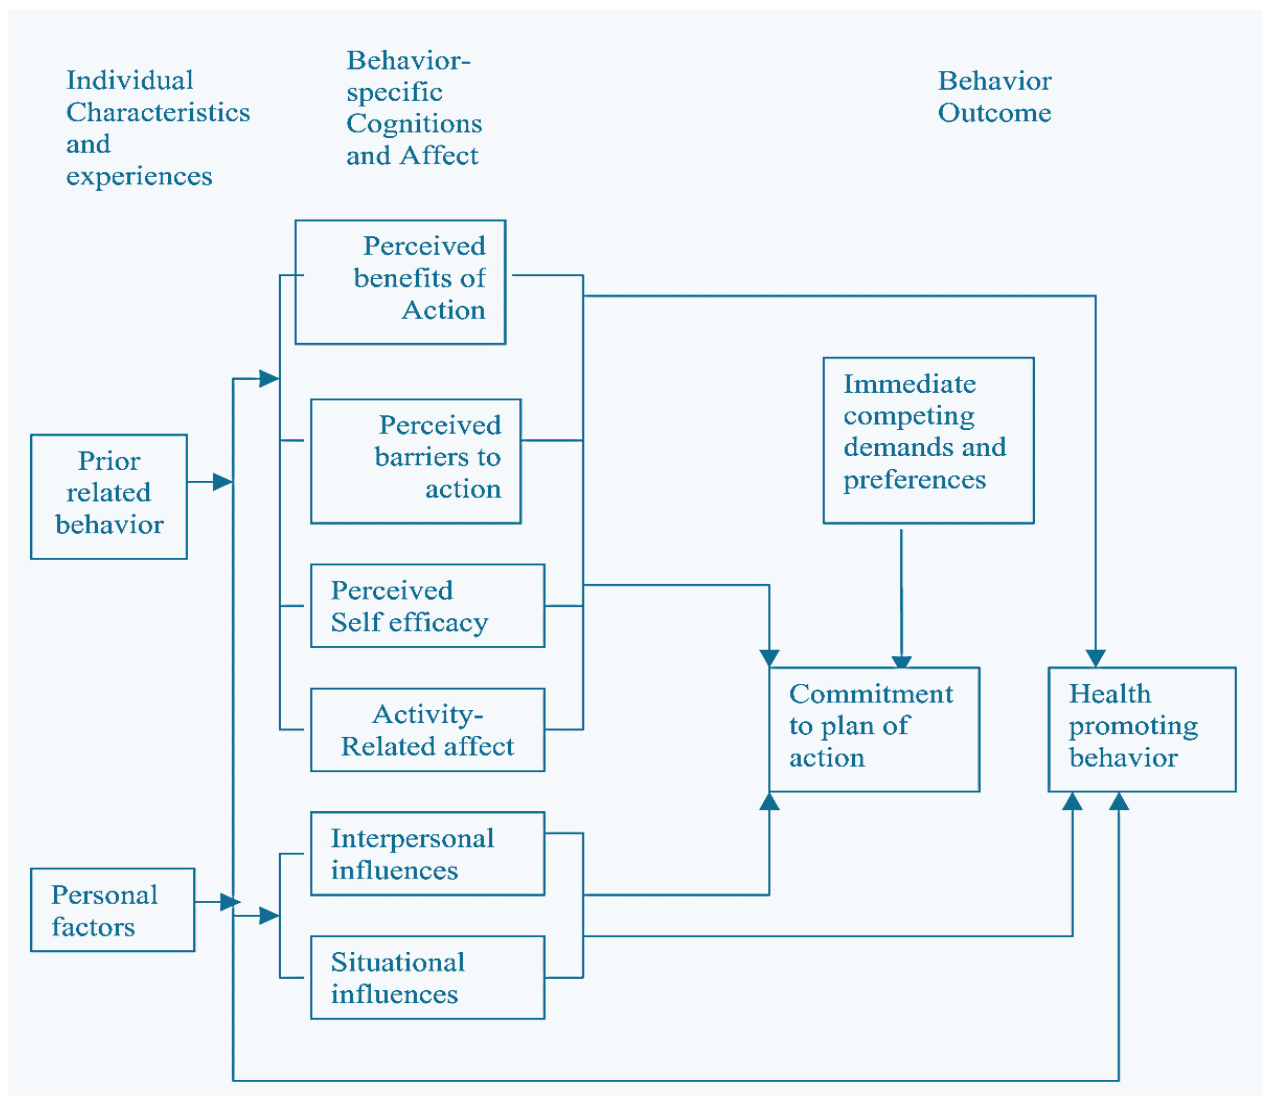 Individual
Characteristics
and
experiences
Behavior-
specific
Cognitions
and Affect
Behavior
Outcome
Perceived
benefits of
Action
Immediate
competing
demands and
preferences
Perceived
barriers to
action
Prior
related
behavior
Perceived
Self efficacy
Activity-
Related affect
Commitment
to plan of
action
Health
promoting
behavior
Interpersonal
influences
Personal
factors
Situational
influences